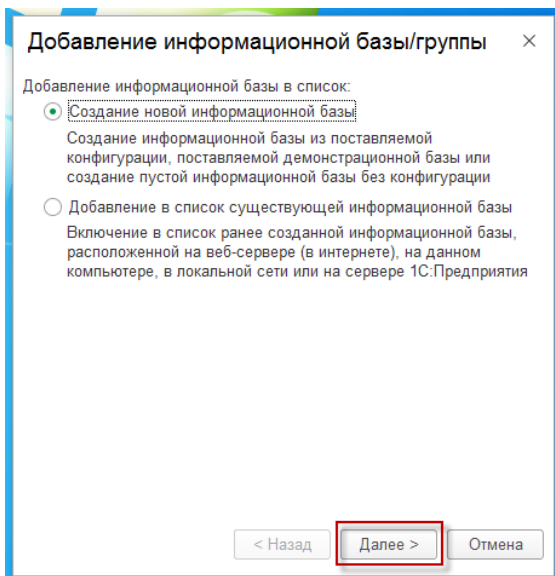 Добавление информационной базы/группы
Добавление информационной базы в список:
Создание новой информационной базы
Создание информационной базы из поставляемой
конфигурации, поставляемой демонстрационной базы или
создание пустой информационной базы без конфигурации
Добавление в список существующей информационной базы
Включение в список ранее созданной информационной базы,
расположенной на веб-сервере (в интернете), на данном
компьютере, в локальной сети или на сервере 1С:Предприятия
< Назад Далее > Отмена